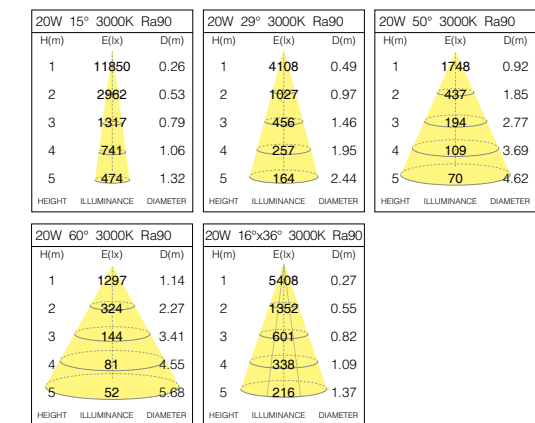 20W 15° 3000K Ra90
H(m) E(lx) D(m)
1 11850 0.26
2 2962 0.53
3 1317 0.79
4 741 1.06
5 474 1.32
HEIGHT ILLUMINANCE DIAMETER
20W 29° 3000K Ra90
H(m) E(lx) D(m)
1 4108 0.49
2 1027 0.97
3 456 1.46
4 257 1.95
5 164 2.44
HEIGHT ILLUMINANCE DIAMETER
20W 50° 3000K Ra90
H(m) E(lx) D(m)
1 1748 0.92
2 437 1.85
3 194 2.77
4 109 3.69
5 70 4.62
HEIGHT ILLUMINANCE DIAMETER
20W 60° 3000K Ra90
H(m) E(lx) D(m)
1 1297 1.14
2 324 2.27
3 144 3.41
4 81 4.55
5 52 5.68
HEIGHT ILLUMINANCE DIAMETER
20W 16°x36° 3000K Ra90
H(m) E(lx) D(m)
1 5408 0.27
2 1352 0.55
3 601 0.82
4 338 1.09
5 216 1.37
HEIGHT ILLUMINANCE DIAMETER